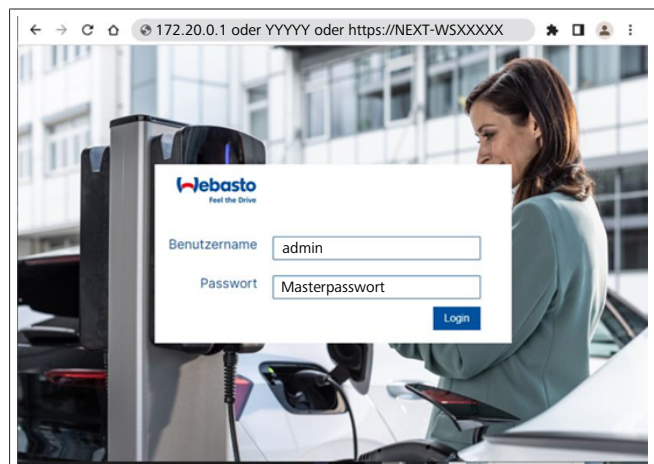 172.20.0.1 oder YYYYY oder https://NEXT-WSXXXXX
Webasto
Feel the Drive
Benutzername admin
Passwort Masterpasswort
Login